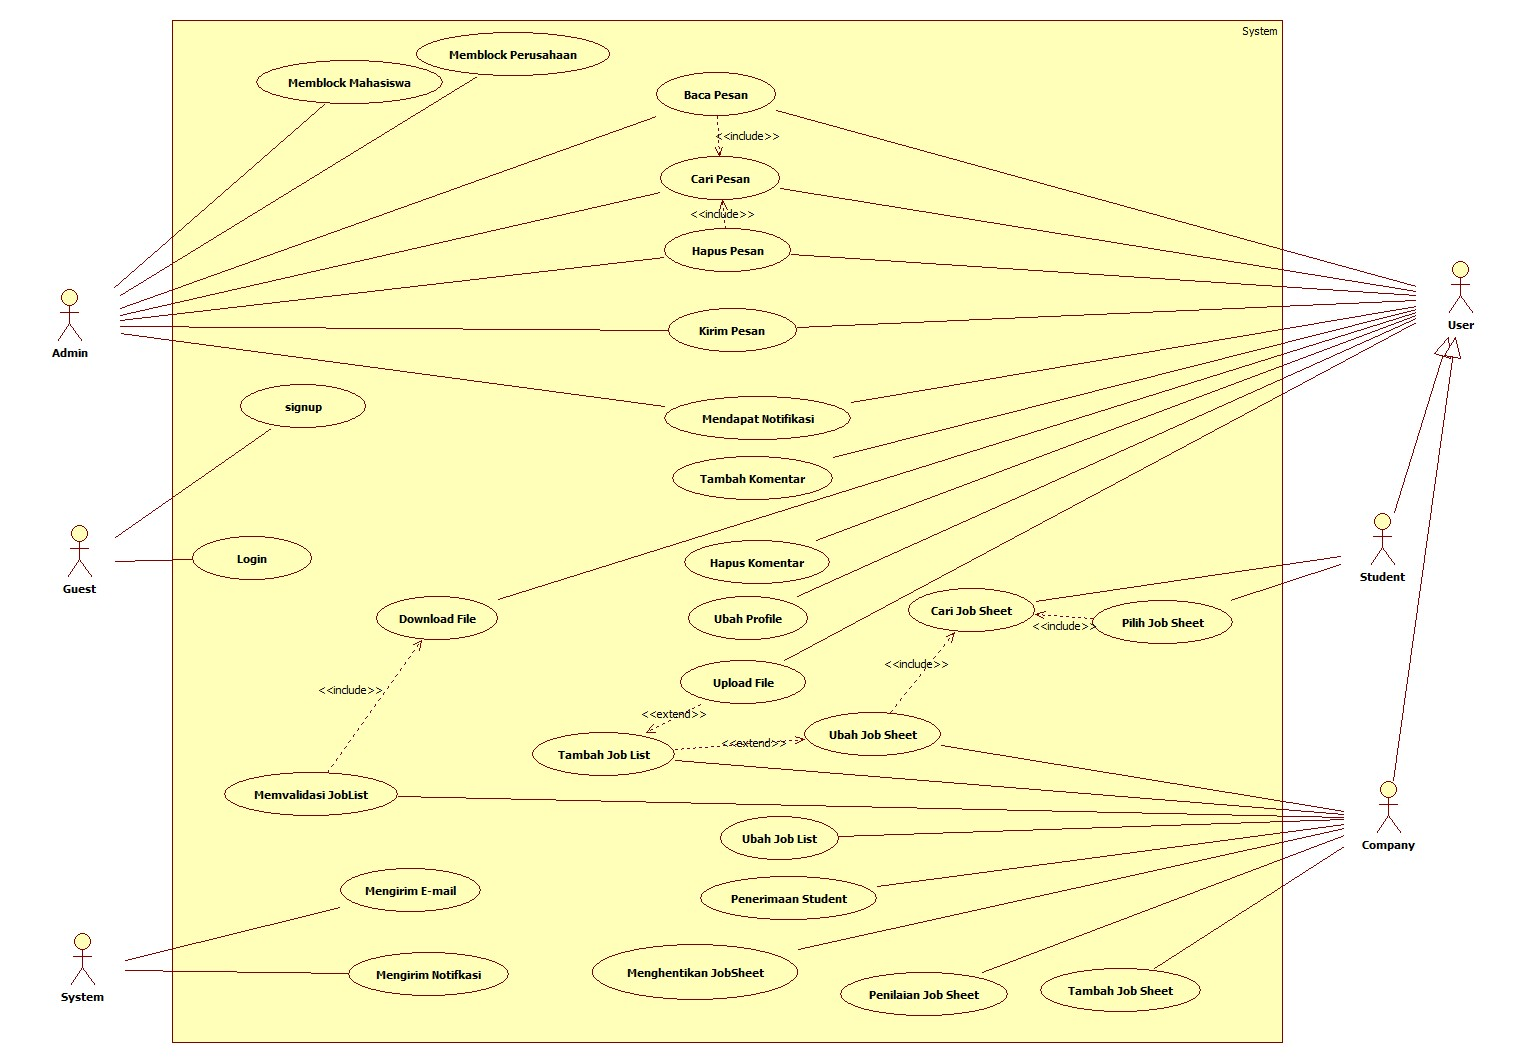 System
Memblock Perusahaan
Memblock Mahasiswa
Baca Pesan
<<include>>
Cari Pesan
<<include>>
Hapus Pesan
User
Kirim Pesan
Admin
signup
Mendapat Notifikasi
Tambah Komentar
Login
Hapus Komentar
Student
Guest
Download File
Ubah Profile
Cari Job Sheet
Pilih Job Sheet
<<include>>
<<include>>
<<include>>
Upload File
<<extend>>
Ubah Job Sheet
<<extend>>
Tambah Job List
Memvalidasi JobList
Ubah Job List
Company
Mengirim E-mail
Penerimaan Student
Menghentikan JobSheet
Mengirim Notifkasi
Penilaian Job Sheet
Tambah Job Sheet
System